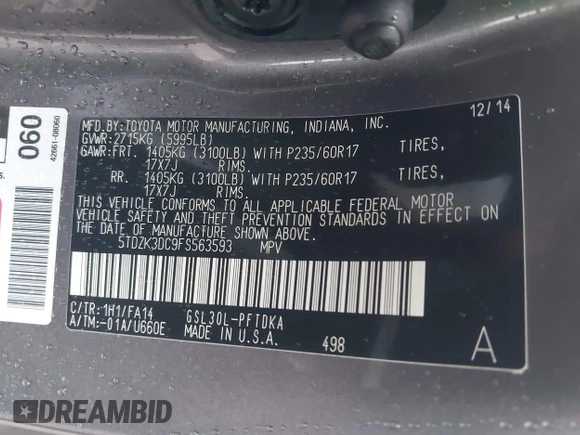 12/14
MFD.BY:TOYOTA MOTOR MANUFACTURING, INDIANA, INC.
GVWR:2715KG (5995LB)
GAWR:FRT. 1405KG (3100LB) WITH P235/60R17 TIRES,
17X7J RIMS.
RR. 1405KG (3100LB) WITH P235/60R17 TIRES,
17X7J RIMS.
THIS VEHICLE CONFORMS TO ALL APPLICABLE FEDERAL MOTOR
VEHICLE SAFETY AND THEFT PREVENTION STANDARDS IN EFFECT ON
THE DATE OF MANUFACTURE SHOWN ABOVE.
5TDZK3DC9FS563593 MPV
C/TR:1H1/FA14 GSL30L-PFTDKA
A/TM:-01A/U660E MADE IN U.S.A. 498 A
060
42661-08060
s.
DREAMBID